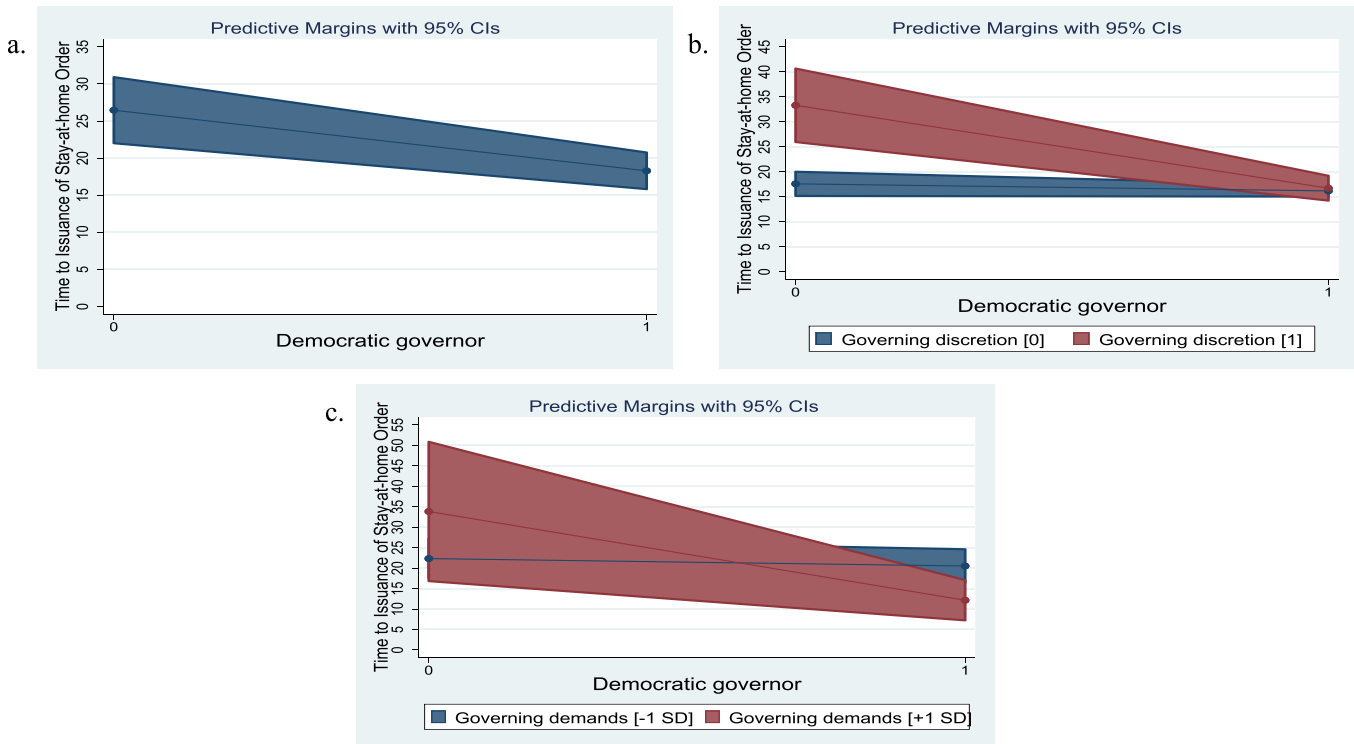 a.
Predictive Margins with 95% CIs
Time to Issuance of Stay-at-home Order
35
30
25
20
15
10
5
0
0 1
Democratic governor
b.
Predictive Margins with 95% CIs
Time to Issuance of Stay-at-home Order
45
40
35
30
25
20
15
10
5
0
0 1
Democratic governor
Governing discretion [0] Governing discretion [1]
c.
Predictive Margins with 95% CIs
Time to Issuance of Stay-at-home Order
55
50
45
40
35
30
25
20
15
10
5
0
0 1
Democratic governor
Governing demands [-1 SD] Governing demands [+1 SD]